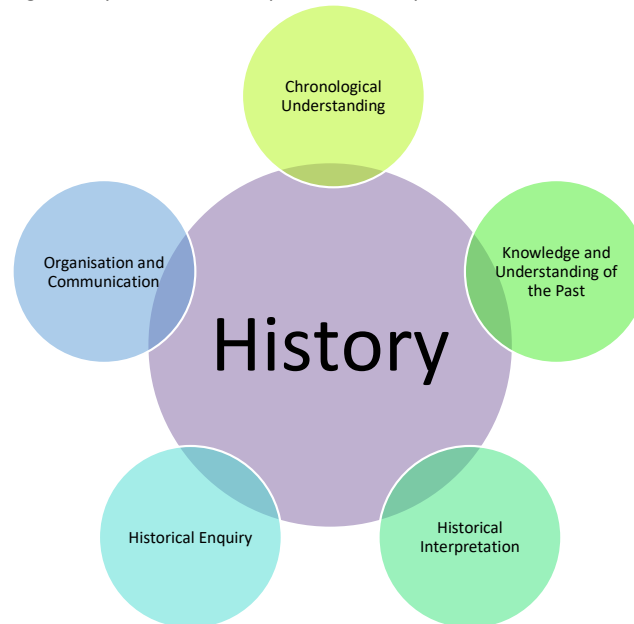 Chronological
Understanding
Organisation and
Communication
Knowledge and
Understanding of
the Past
History
Historical Enquiry
Historical
Interpretation